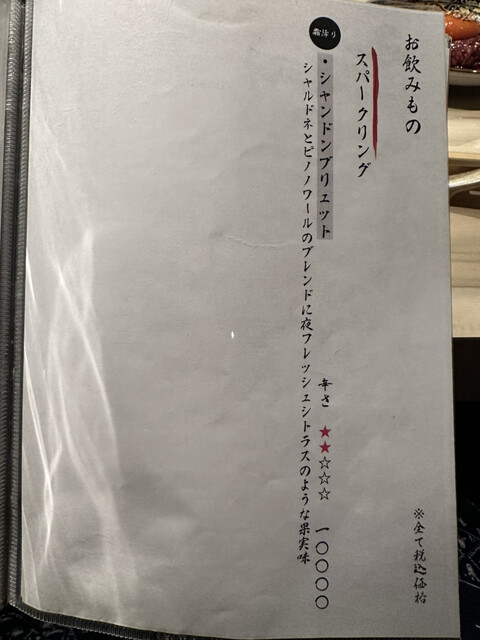 お飲みもの
※全て税込価格
スパークリング
霜降り
・シャンドンブリュット
辛さ ★★☆☆☆ 一〇〇〇〇
シャルドネとピノノワールのブレンドに夜フレッシュシトラスのような果実味